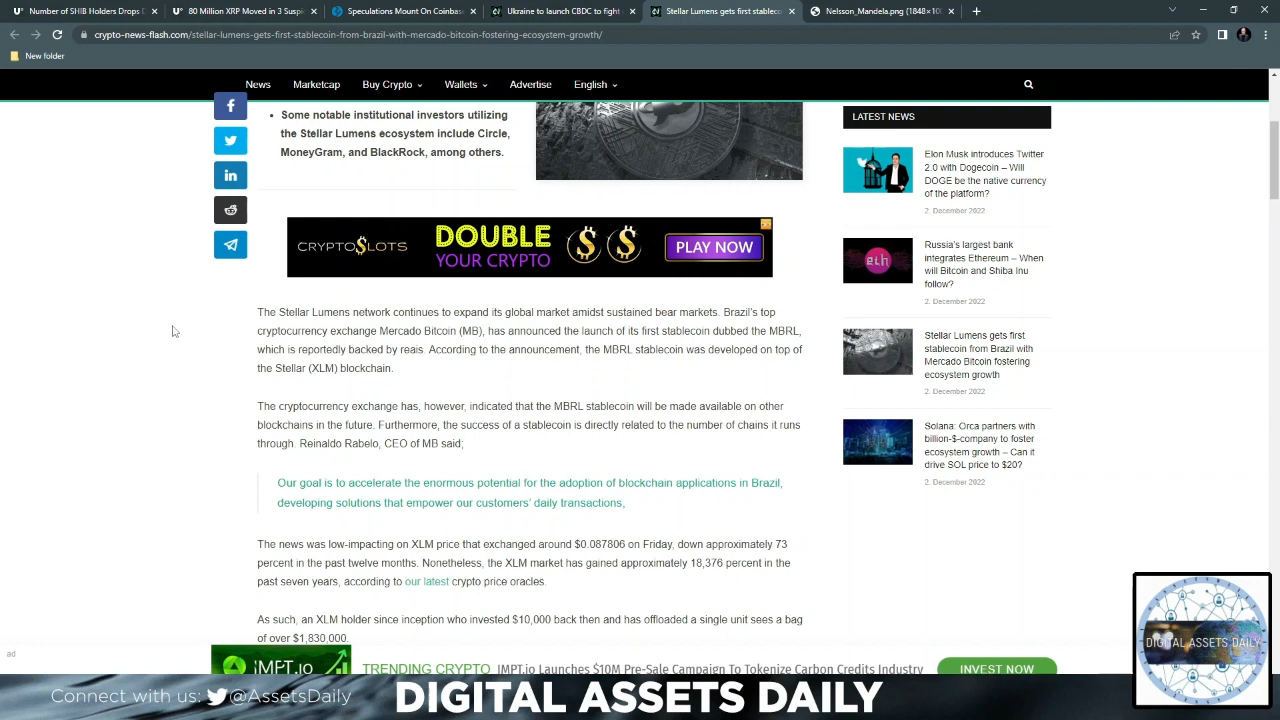 Number of SHIB Holders Drops D
80 Million XRP Moved in 3 Suspi
Speculations Mount On Coinbase
Ukraine to launch CBDC to fight
Stellar Lumens gets first stableco
Nelsson_Mandela.png (1848×10
crypto-news-flash.com/stellar-lumens-gets-first-stablecoin-from-brazil-with-mercado-bitcoin-fostering-ecosystem-growth/
New folder
News
Marketcap
Buy Crypto
Wallets
Advertise
English
Some notable institutional investors utilizing
the Stellar Lumens ecosystem include Circle,
MoneyGram, and BlackRock, among others.
CRYPTO$LOTS
DOUBLE
YOUR CRYPTO
PLAY NOW
The Stellar Lumens network continues to expand its global market amidst sustained bear markets. Brazil's top
cryptocurrency exchange Mercado Bitcoin (MB), has announced the launch of its first stablecoin dubbed the MBRL,
which is reportedly backed by reais. According to the announcement, the MBRL stablecoin was developed on top of
the Stellar (XLM) blockchain.
The cryptocurrency exchange has, however, indicated that the MBRL stablecoin will be made available on other
blockchains in the future. Furthermore, the success of a stablecoin is directly related to the number of chains it runs
through. Reinaldo Rabelo, CEO of MB said;
Our goal is to accelerate the enormous potential for the adoption of blockchain applications in Brazil,
developing solutions that empower our customers' daily transactions,
The news was low-impacting on XLM price that exchanged around $0.087806 on Friday, down approximately 73
percent in the past twelve months. Nonetheless, the XLM market has gained approximately 18,376 percent in the
past seven years, according to our latest crypto price oracles.
As such, an XLM holder since inception who invested $10,000 back then and has offloaded a single unit sees a bag
of over $1,830,000.
LATEST NEWS
Elon Musk introduces Twitter
2.0 with Dogecoin – Will
DOGE be the native currency
of the platform?
2. December 2022
Russia's largest bank
integrates Ethereum – When
will Bitcoin and Shiba Inu
follow?
2. December 2022
Stellar Lumens gets first
stablecoin from Brazil with
Mercado Bitcoin fostering
ecosystem growth
2. December 2022
Solana: Orca partners with
billion-$-company to foster
ecosystem growth – Can it
drive SOL price to $20?
2. December 2022
eth
ad
iMPT.io
TRENDING CRYPTO
IMPT.io Launches $10M Pre-Sale Campaign To Tokenize Carbon Credits Industry
INVEST NOW
DIGITAL ASSETS DAILY
Connect with us: @AssetsDaily
DIGITAL ASSETS DAILY